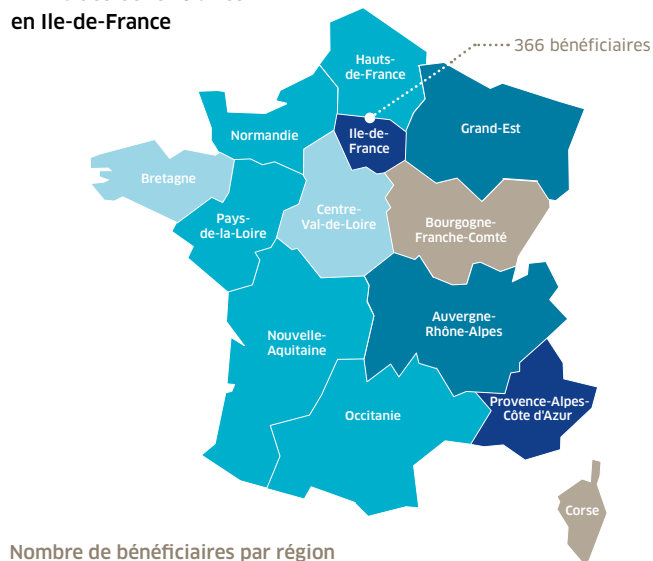 en Ile-de-France
366 bénéficiaires
Hauts-
de-France
Normandie
Ile-de-
France
Grand-Est
Bretagne
Pays-
de-la-Loire
Centre-
Val-de-Loire
Bourgogne-
Franche-Comté
Auvergne-
Rhône-Alpes
Nouvelle-
Aquitaine
Occitanie
Provence-Alpes-
Côte d'Azur
Corse
Nombre de bénéficiaires par région